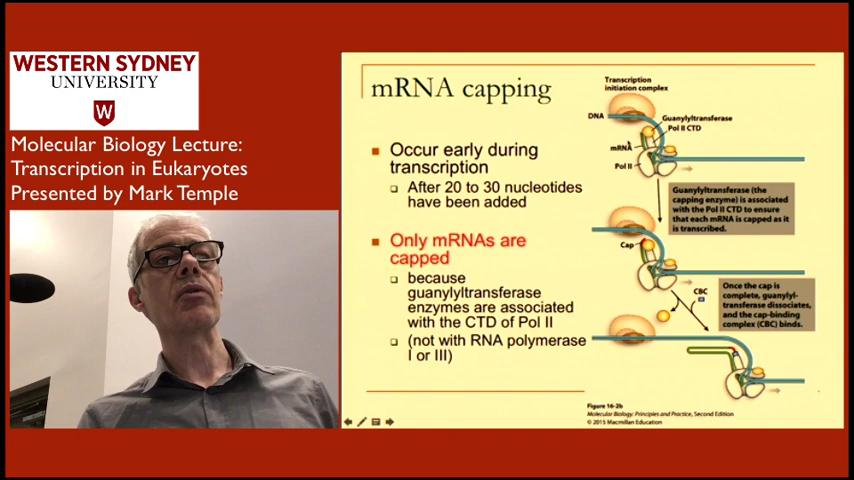 WESTERN SYDNEY
UNIVERSITY
W
Molecular Biology Lecture:
Transcription in Eukaryotes
Presented by Mark Temple
mRNA capping
Occur early during
transcription
After 20 to 30 nucleotides
have been added
Only mRNAs are
capped
because
guanylyltransferase
enzymes are associated
with the CTD of Pol II
(not with RNA polymerase
I or III)
Transcription
initiation complex
DNA
Guanylyltransferase
Pol II CTD
mRNA
Pol II
Guanylyltransferase (the
capping enzyme) is associated
with the Pol II CTD to ensure
that each mRNA is capped as it
is transcribed.
Cap
CBC
Once the cap is
complete, guanylyl-
transferase dissociates,
and the cap-binding
complex (CBC) binds.
Figure 16-2b
Molecular Biology: Principles and Practice, Second Edition
© 2015 Macmillan Education